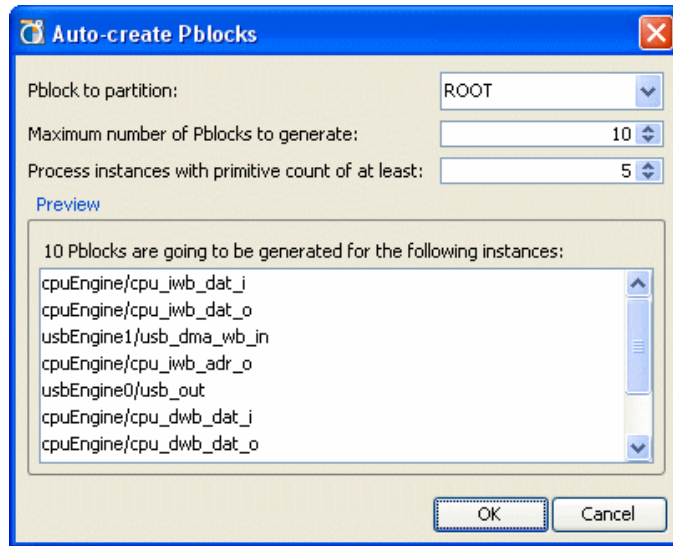 Auto-create Pblocks
Pblock to partition: ROOT
Maximum number of Pblocks to generate: 10
Process instances with primitive count of at least: 5
Preview
10 Pblocks are going to be generated for the following instances:
cpuEngine/cpu_iwb_dat_i
cpuEngine/cpu_iwb_dat_o
usbEngine1/usb_dma_wb_in
cpuEngine/cpu_iwb_adr_o
usbEngine0/usb_out
cpuEngine/cpu_dwb_dat_i
cpuEngine/cpu_dwb_dat_o
OK Cancel